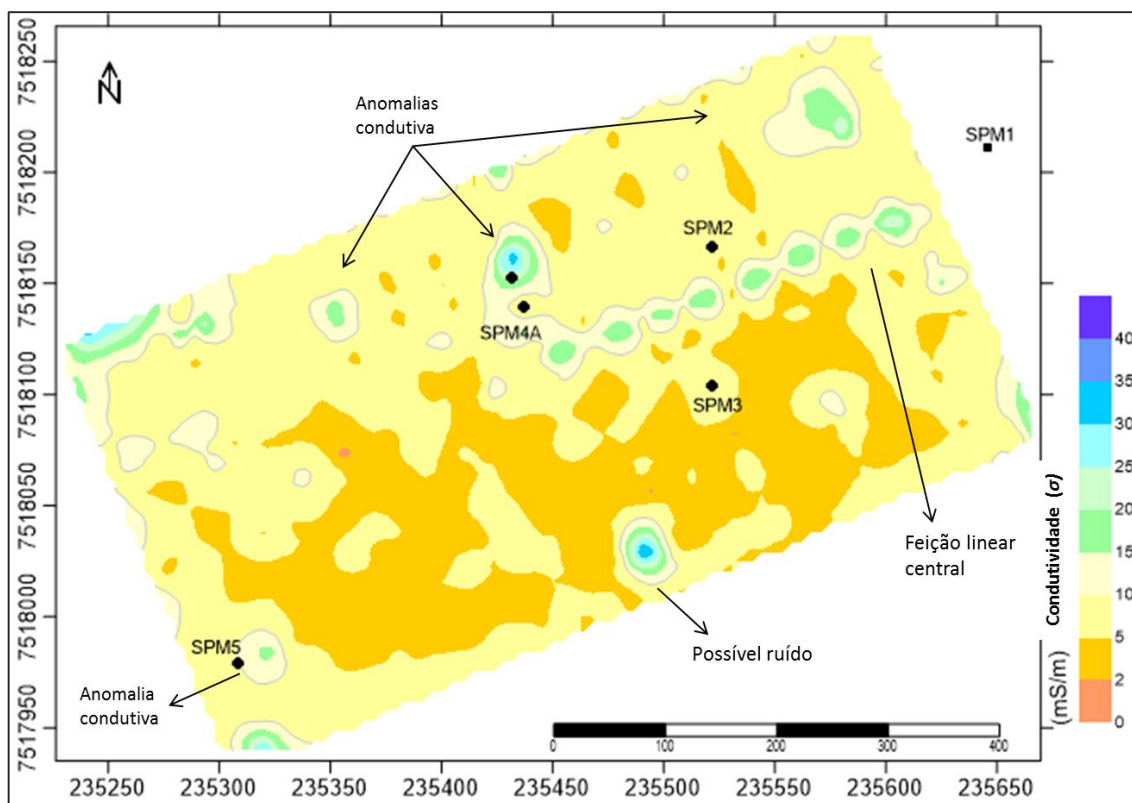 7518250
7518200
7518150
7518100
7518050
7518000
7517950
N
Anomalias
condutiva
SPM1
SPM2
SPM4A
SPM3
Feição linear
central
Possível ruído
SPM5
Anomalia
condutiva
0 100 200 300 400
235250 235300 235350 235400 235450 235500 235550 235600 235650
Condutividade (σ)
(mS/m)
40
35
30
25
20
15
10
5
2
0